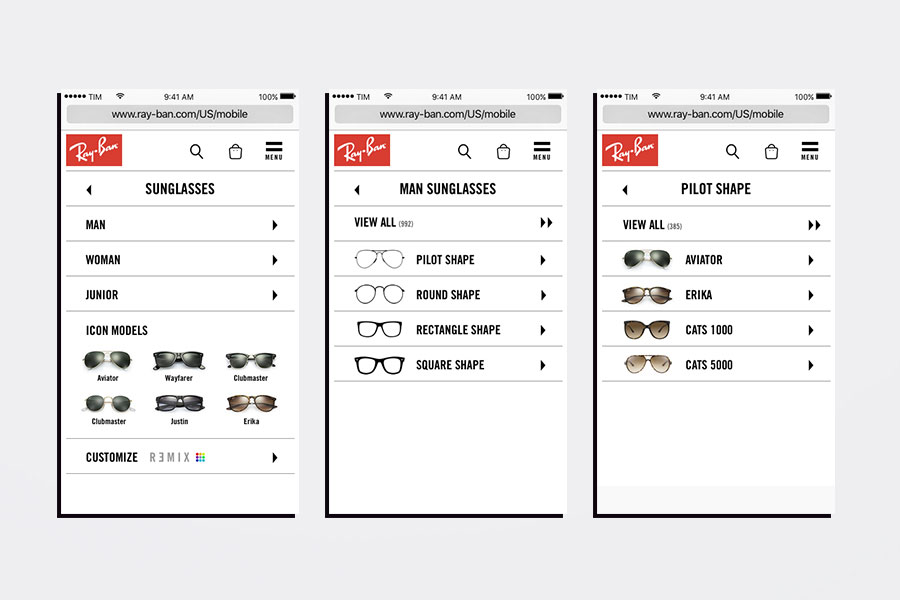 TIM 9:41 AM 100%
www.ray-ban.com/US/mobile
Ray-Ban
MENU
SUNGLASSES
MAN
WOMAN
JUNIOR
ICON MODELS
Aviator Wayfarer Clubmaster
Clubmaster Justin Erika
CUSTOMIZE REMIX
TIM 9:41 AM 100%
www.ray-ban.com/US/mobile
Ray-Ban
MENU
MAN SUNGLASSES
VIEW ALL (992)
PILOT SHAPE
ROUND SHAPE
RECTANGLE SHAPE
SQUARE SHAPE
TIM 9:41 AM 100%
www.ray-ban.com/US/mobile
Ray-Ban
MENU
PILOT SHAPE
VIEW ALL (385)
AVIATOR
ERIKA
CATS 1000
CATS 5000